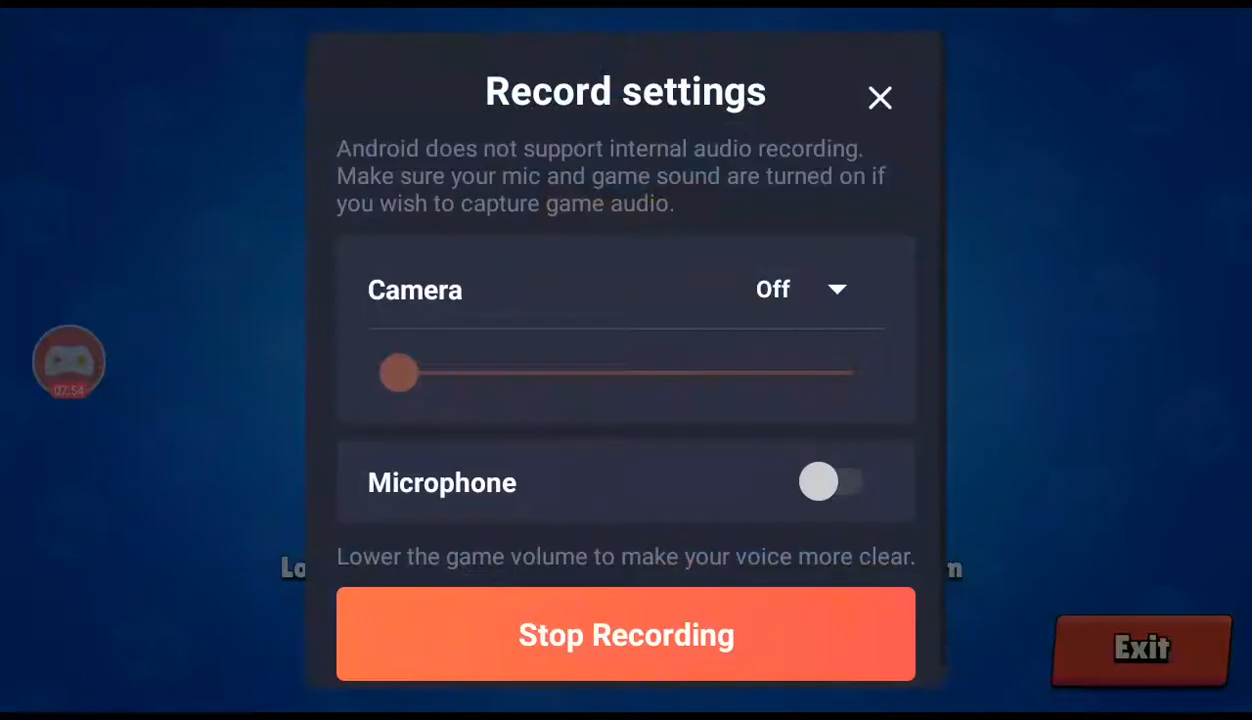 Record settings
Android does not support internal audio recording.
Make sure your mic and game sound are turned on if
you wish to capture game audio.
Camera
Off
07:54
Microphone
Lower the game volume to make your voice more clear.
Stop Recording
Exit